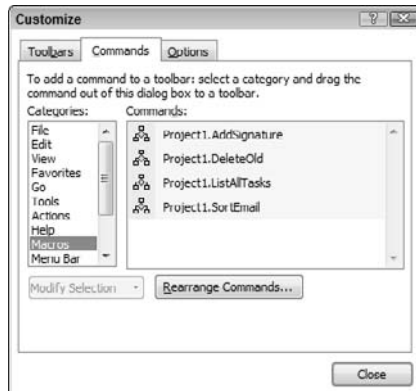 Customize
Toolbars Commands Options
To add a command to a toolbar: select a category and drag the
command out of this dialog box to a toolbar.
Categories: Commands:
File
Edit
View
Favorites
Go
Tools
Actions
Help
Macros
Menu Bar
Project1.AddSignature
Project1.DeleteOld
Project1.ListAllTasks
Project1.SortEmail
Modify Selection Rearrange Commands...
Close